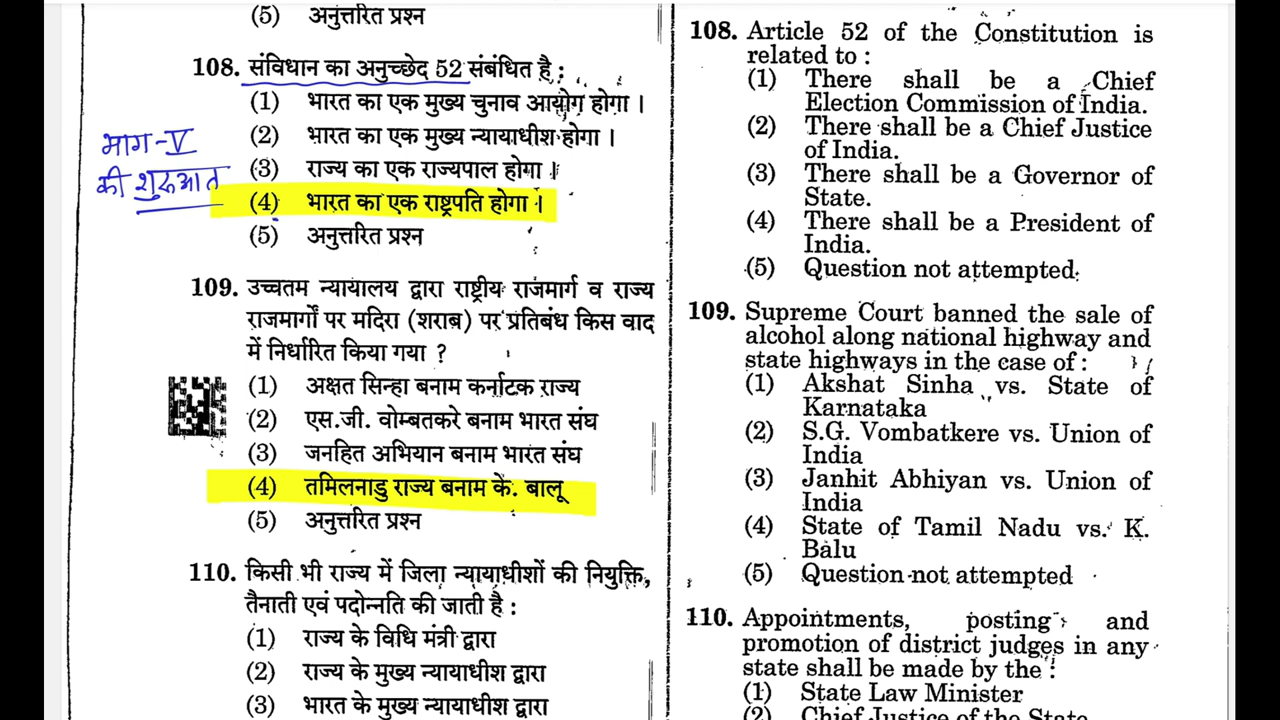 (5) अनुत्तरित प्रश्न
108. संविधान का अनुच्छेद 52 संबंधित है :
(1) भारत का एक मुख्य चुनाव आयोग होगा ।
(2) भारत का एक मुख्य न्यायाधीश होगा ।
(3) राज्य का एक राज्यपाल होगा ।
(4) भारत का एक राष्ट्रपति होगा ।
(5) अनुत्तरित प्रश्न
भाग-V
की शुरुआत
109. उच्चतम न्यायालय द्वारा राष्ट्रीय राजमार्ग व राज्य
राजमार्गों पर मदिरा (शराब) पर प्रतिबंध किस वाद
में निर्धारित किया गया ?
(1) अक्षत सिन्हा बनाम कर्नाटक राज्य
(2) एस.जी. वोम्बतकरे बनाम भारत संघ
(3) जनहित अभियान बनाम भारत संघ
(4) तमिलनाडु राज्य बनाम के. बालू
(5) अनुत्तरित प्रश्न
110. किसी भी राज्य में जिला न्यायाधीशों की नियुक्ति,
तैनाती एवं पदोन्नति की जाती है :
(1) राज्य के विधि मंत्री द्वारा
(2) राज्य के मुख्य न्यायाधीश द्वारा
(3) भारत के मुख्य न्यायाधीश द्वारा
108. Article 52 of the Constitution is
related to :
(1) There shall be a Chief
Election Commission of India.
(2) There shall be a Chief Justice
of India.
(3) There shall be a Governor of
State.
(4) There shall be a President of
India.
(5) Question not attempted.
109. Supreme Court banned the sale of
alcohol along national highway and
state highways in the case of :
(1) Akshat Sinha vs. State of
Karnataka
(2) S.G. Vombatkere vs. Union of
India
(3) Janhit Abhiyan vs. Union of
India
(4) State of Tamil Nadu vs. K.
Balu
(5) Question not attempted
110. Appointments, posting and
promotion of district judges in any
state shall be made by the :
(1) State Law Minister
(2) Chief Justice of the State